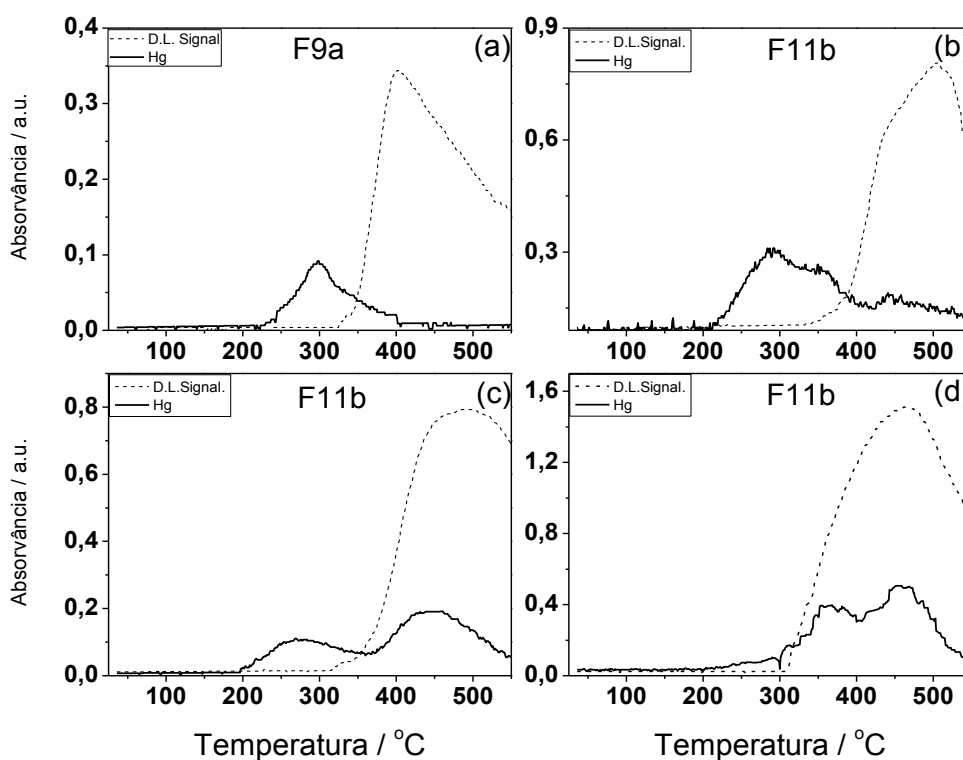 0,4
D.L. Signal
Hg
F9a
(a)
0,3
0,2
0,1
0,0
100 200 300 400 500
Absorvância / a.u.
0,9
D.L.Signal.
Hg
F11b
(b)
0,6
0,3
100 200 300 400 500
0,8
D.L.Signal.
Hg
F11b
(c)
0,6
0,4
0,2
0,0
100 200 300 400 500
Absorvância / a.u.
Temperatura / °C
1,6
D.L.Signal.
Hg
F11b
(d)
1,2
0,8
0,4
0,0
100 200 300 400 500
Temperatura / °C